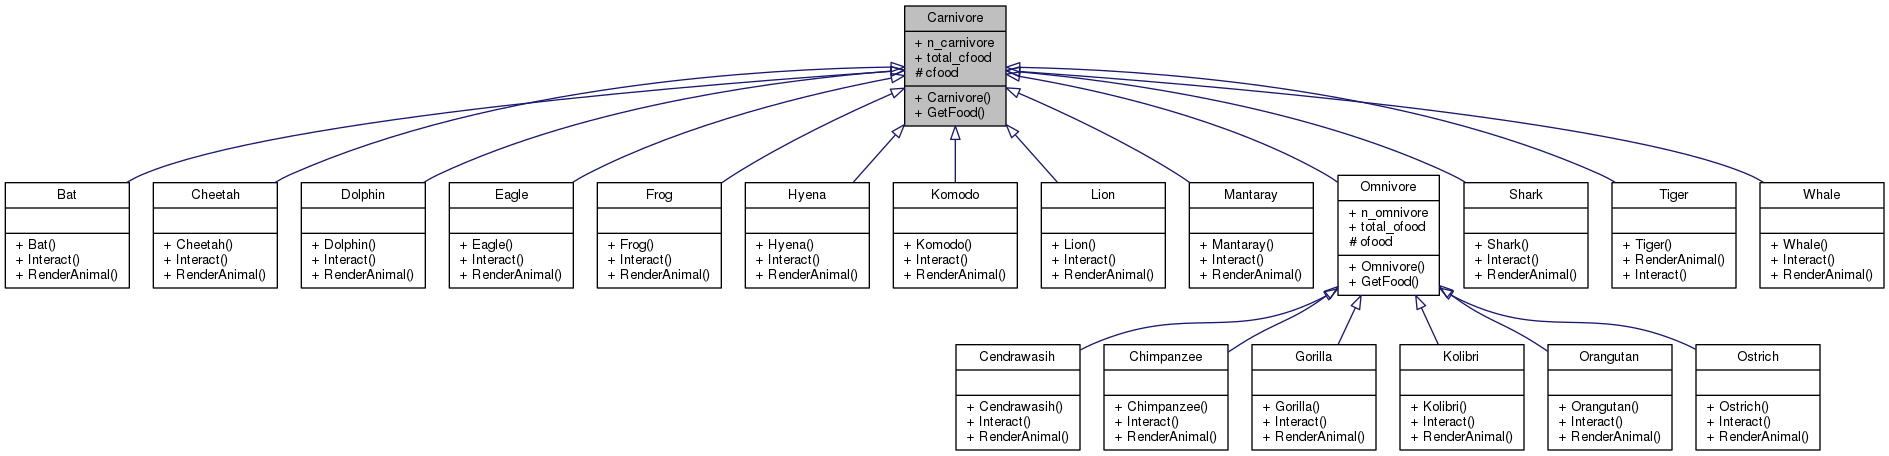 Carnivore
+ n_carnivore
+ total_cfood
# cfood
+ Carnivore()
+ GetFood()
Bat
+ Bat()
+ Interact()
+ RenderAnimal()
Cheetah
+ Cheetah()
+ Interact()
+ RenderAnimal()
Dolphin
+ Dolphin()
+ Interact()
+ RenderAnimal()
Eagle
+ Eagle()
+ Interact()
+ RenderAnimal()
Frog
+ Frog()
+ Interact()
+ RenderAnimal()
Hyena
+ Hyena()
+ Interact()
+ RenderAnimal()
Komodo
+ Komodo()
+ Interact()
+ RenderAnimal()
Lion
+ Lion()
+ Interact()
+ RenderAnimal()
Mantaray
+ Mantaray()
+ Interact()
+ RenderAnimal()
Omnivore
+ n_omnivore
+ total_ofood
# ofood
+ Omnivore()
+ GetFood()
Shark
+ Shark()
+ Interact()
+ RenderAnimal()
Tiger
+ Tiger()
+ RenderAnimal()
+ Interact()
Whale
+ Whale()
+ Interact()
+ RenderAnimal()
Cendrawasih
+ Cendrawasih()
+ Interact()
+ RenderAnimal()
Chimpanzee
+ Chimpanzee()
+ Interact()
+ RenderAnimal()
Gorilla
+ Gorilla()
+ Interact()
+ RenderAnimal()
Kolibri
+ Kolibri()
+ Interact()
+ RenderAnimal()
Orangutan
+ Orangutan()
+ Interact()
+ RenderAnimal()
Ostrich
+ Ostrich()
+ Interact()
+ RenderAnimal()